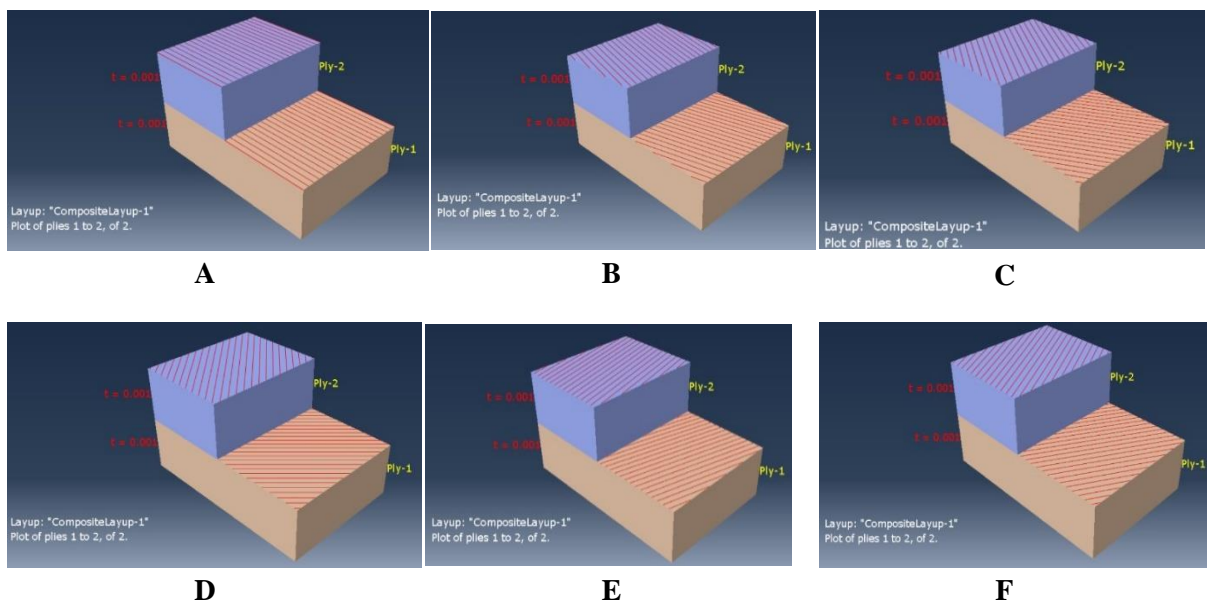 t = 0.001
Ply-2
t = 0.001
Ply-1
Layup: "CompositeLayup-1"
Plot of plies 1 to 2, of 2.
A
t = 0.001
Ply-2
t = 0.001
Ply-1
Layup: "CompositeLayup-1"
Plot of plies 1 to 2, of 2.
B
t = 0.001
Ply-2
t = 0.001
Ply-1
Layup: "CompositeLayup-1"
Plot of plies 1 to 2, of 2.
C
t = 0.001
Ply-2
t = 0.001
Ply-1
Layup: "CompositeLayup-1"
Plot of plies 1 to 2, of 2.
D
t = 0.001
Ply-2
t = 0.001
Ply-1
Layup: "CompositeLayup-1"
Plot of plies 1 to 2, of 2.
E
t = 0.001
Ply-2
t = 0.001
Ply-1
Layup: "CompositeLayup-1"
Plot of plies 1 to 2, of 2.
F